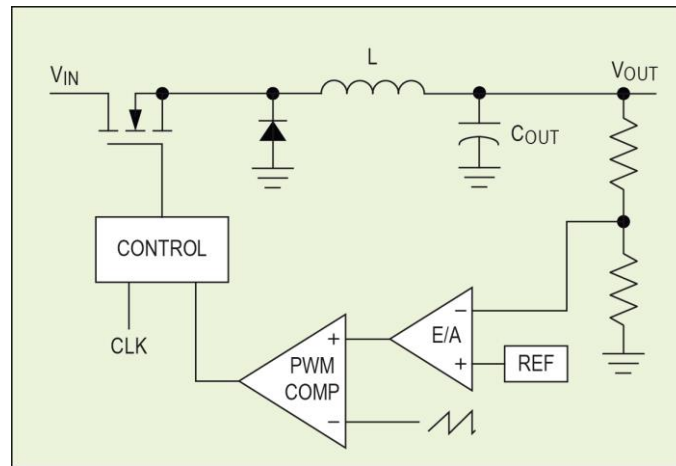 L
VIN
VOUT
COUT
CONTROL
CLK
E/A
−
+
REF
PWM
COMP
+
−